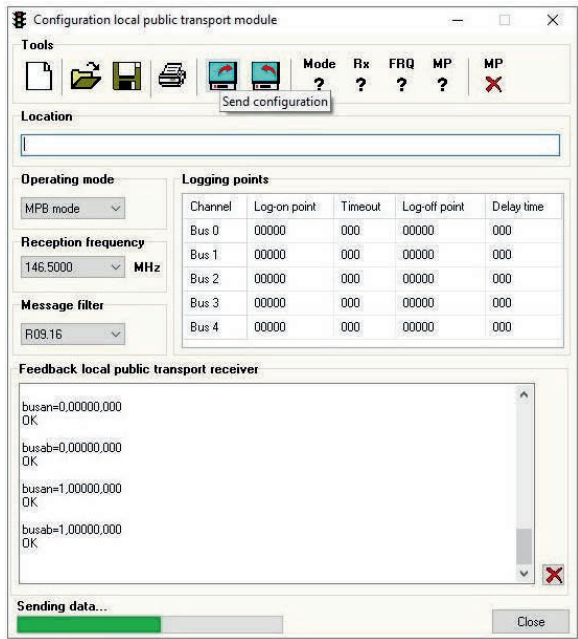 Configuration local public transport module
Tools
Mode Rx FRQ MP MP
? ? ? ?
Send configuration
Location
Operating mode
MPB mode
Reception frequency
146.5000 MHz
Message filter
R09.16
Logging points
Channel Log-on point Timeout Log-off point Delay time
Bus 0 00000 000 00000 000
Bus 1 00000 000 00000 000
Bus 2 00000 000 00000 000
Bus 3 00000 000 00000 000
Bus 4 00000 000 00000 000
Feedback local public transport receiver
busan=0,00000,000
OK
busab=0,00000,000
OK
busan=1,00000,000
OK
busab=1,00000,000
OK
Sending data...
Close